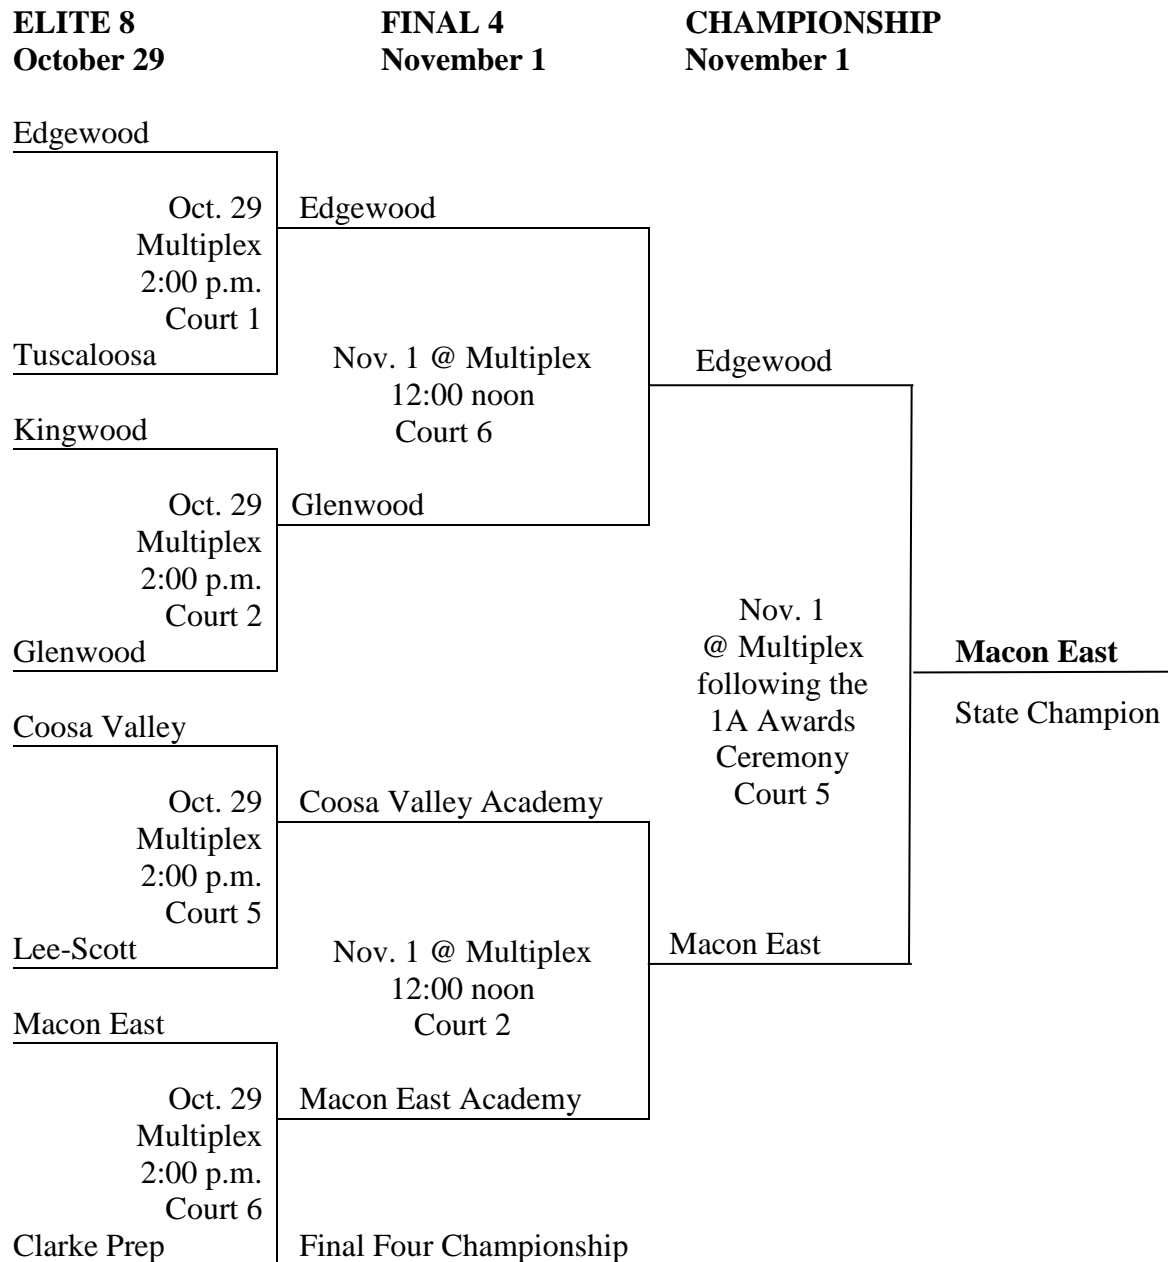 ELITE 8 FINAL 4 CHAMPIONSHIP
October 29 November 1 November 1
Edgewood
Oct. 29
Multiplex
2:00 p.m.
Court 1
Tuscaloosa
Edgewood
Nov. 1 @ Multiplex
12:00 noon
Court 6
Kingwood
Oct. 29
Multiplex
2:00 p.m.
Court 2
Glenwood
Glenwood
Edgewood
Nov. 1
@ Multiplex
following the
1A Awards
Ceremony
Court 5
Macon East
State Champion
Coosa Valley
Oct. 29
Multiplex
2:00 p.m.
Court 5
Lee-Scott
Coosa Valley Academy
Nov. 1 @ Multiplex
12:00 noon
Court 2
Macon East
Macon East
Oct. 29
Multiplex
2:00 p.m.
Court 6
Clarke Prep
Macon East Academy
Final Four Championship